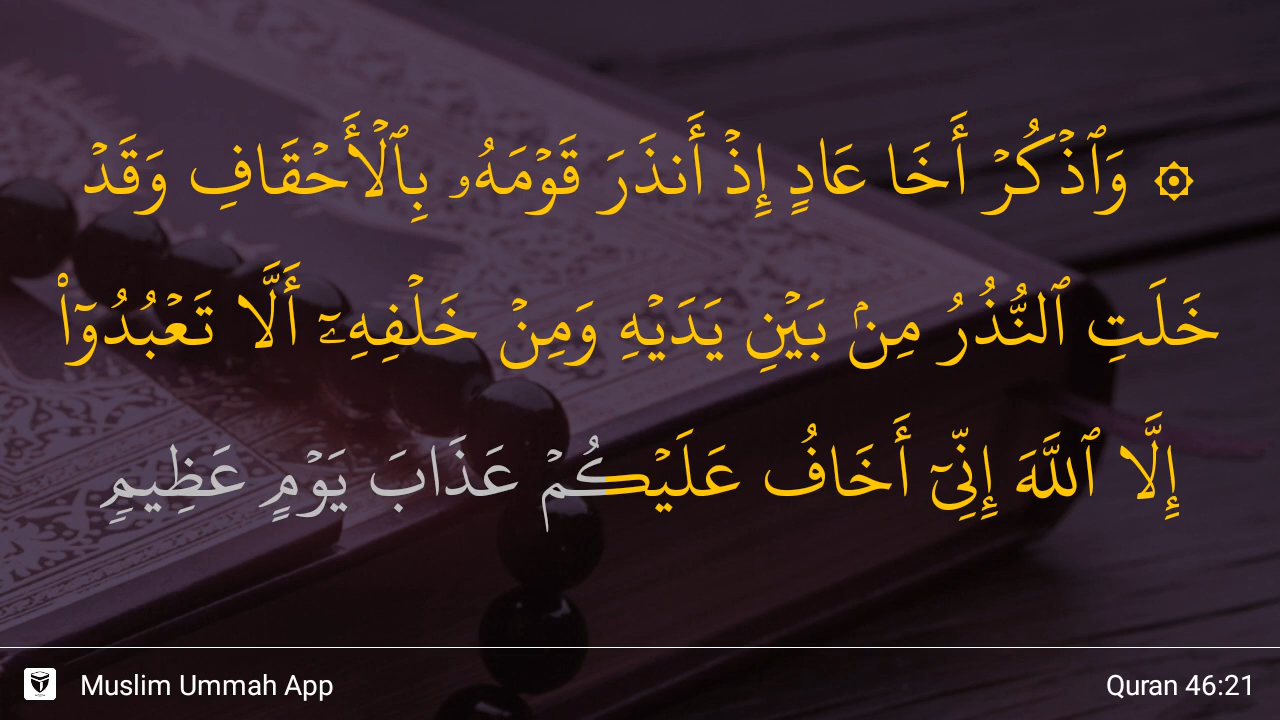 ۞ وَٱذْكُرْ أَخَا عَادٍ إِذْ أَنذَرَ قَوْمَهُۥ بِٱلْأَحْقَافِ وَقَدْ
خَلَتِ ٱلنُّذُرُ مِنۢ بَيْنِ يَدَيْهِ وَمِنْ خَلْفِهِۦٓ أَلَّا تَعْبُدُوٓا۟
إِلَّا ٱللَّهَ إِنِّىٓ أَخَافُ عَلَيْكُمْ عَذَابَ يَوْمٍ عَظِيمٍ
Muslim Ummah App
Quran 46:21